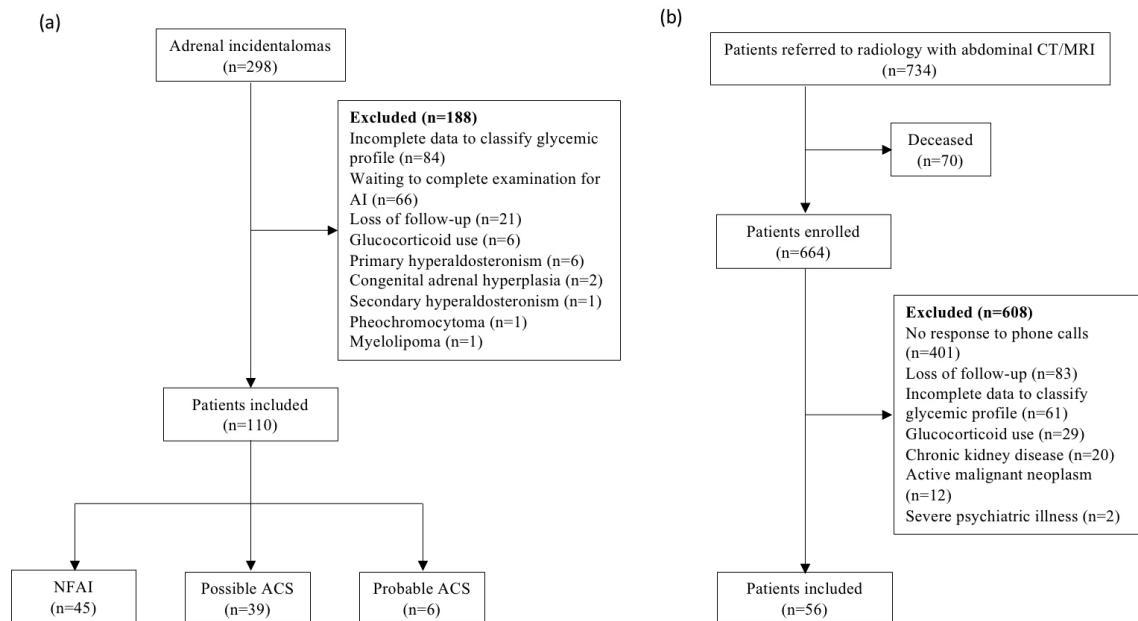 (a)
Adrenal incidentalomas
(n=298)
Excluded (n=188)
Incomplete data to classify glycemic
profile (n=84)
Waiting to complete examination for
AI (n=66)
Loss of follow-up (n=21)
Glucocorticoid use (n=6)
Primary hyperaldosteronism (n=6)
Congenital adrenal hyperplasia (n=2)
Secondary hyperaldosteronism (n=1)
Pheochromocytoma (n=1)
Myelolipoma (n=1)
Patients included
(n=110)
NFAI
(n=45)
Possible ACS
(n=39)
Probable ACS
(n=6)
(b)
Patients referred to radiology with abdominal CT/MRI
(n=734)
Deceased
(n=70)
Patients enrolled
(n=664)
Excluded (n=608)
No response to phone calls
(n=401)
Loss of follow-up (n=83)
Incomplete data to classify
glycemic profile (n=61)
Glucocorticoid use (n=29)
Chronic kidney disease (n=20)
Active malignant neoplasm
(n=12)
Severe psychiatric illness (n=2)
Patients included
(n=56)